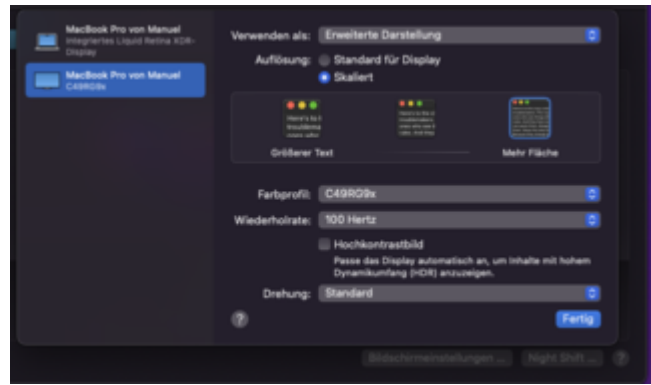 MacBook Pro von Manuel
Integriertes Liquid Retina XDR-
Display
MacBook Pro von Manuel
C49RG9x
Verwenden als: Erweiterte Darstellung
Auflösung: Standard für Display
Skaliert
Größerer Text
Mehr Fläche
Farbprofil: C49RG9x
Wiederholrate: 100 Hertz
Hochkontrastbild
Passe das Display automatisch an, um Inhalte mit hohem
Dynamikumfang (HDR) anzuzeigen.
Drehung: Standard
?
Fertig
Bildschirmeinstellungen ...
Night Shift ...
?